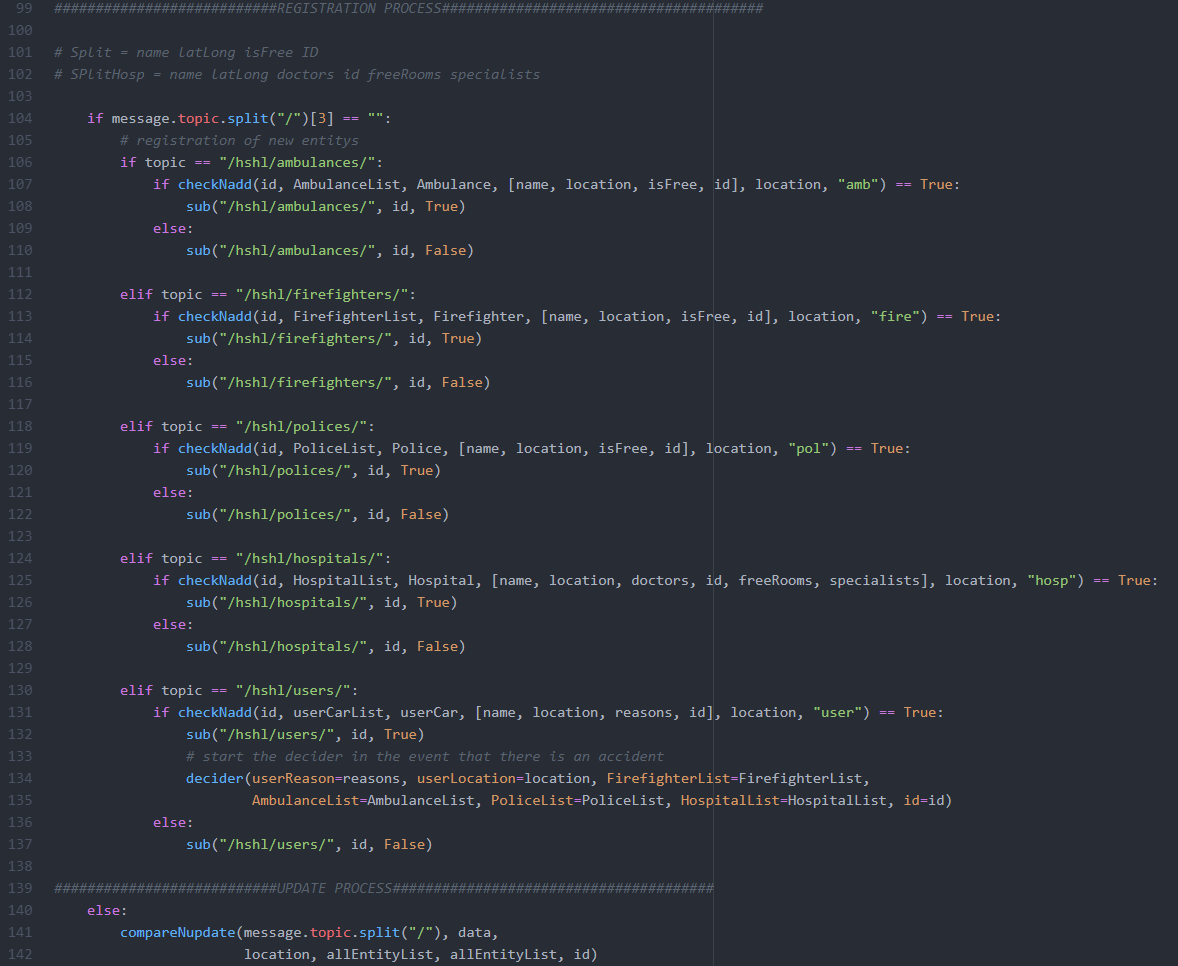 99 ###########################REGISTRATION PROCESS#######################################
100
101 # Split = name latLong isFree ID
102 # SPlitHosp = name latLong doctors id freeRooms specialists
103
104     if message.topic.split("/")[3] == "":
105         # registration of new entitys
106         if topic == "/hshl/ambulances/":
107             if checkNadd(id, AmbulanceList, Ambulance, [name, location, isFree, id], location, "amb") == True:
108                 sub("/hshl/ambulances/", id, True)
109             else:
110                 sub("/hshl/ambulances/", id, False)
111
112         elif topic == "/hshl/firefighters/":
113             if checkNadd(id, FirefighterList, Firefighter, [name, location, isFree, id], location, "fire") == True:
114                 sub("/hshl/firefighters/", id, True)
115             else:
116                 sub("/hshl/firefighters/", id, False)
117
118         elif topic == "/hshl/polices/":
119             if checkNadd(id, PoliceList, Police, [name, location, isFree, id], location, "pol") == True:
120                 sub("/hshl/polices/", id, True)
121             else:
122                 sub("/hshl/polices/", id, False)
123
124         elif topic == "/hshl/hospitals/":
125             if checkNadd(id, HospitalList, Hospital, [name, location, doctors, id, freeRooms, specialists], location, "hosp") == True:
126                 sub("/hshl/hospitals/", id, True)
127             else:
128                 sub("/hshl/hospitals/", id, False)
129
130         elif topic == "/hshl/users/":
131             if checkNadd(id, userCarList, userCar, [name, location, reasons, id], location, "user") == True:
132                 sub("/hshl/users/", id, True)
133                 # start the decider in the event that there is an accident
134                 decider(userReason=reasons, userLocation=location, FirefighterList=FirefighterList,
135                         AmbulanceList=AmbulanceList, PoliceList=PoliceList, HospitalList=HospitalList, id=id)
136             else:
137                 sub("/hshl/users/", id, False)
138
139 ###########################UPDATE PROCESS#######################################
140     else:
141         compareNupdate(message.topic.split("/"), data,
142                        location, allEntityList, allEntityList, id)